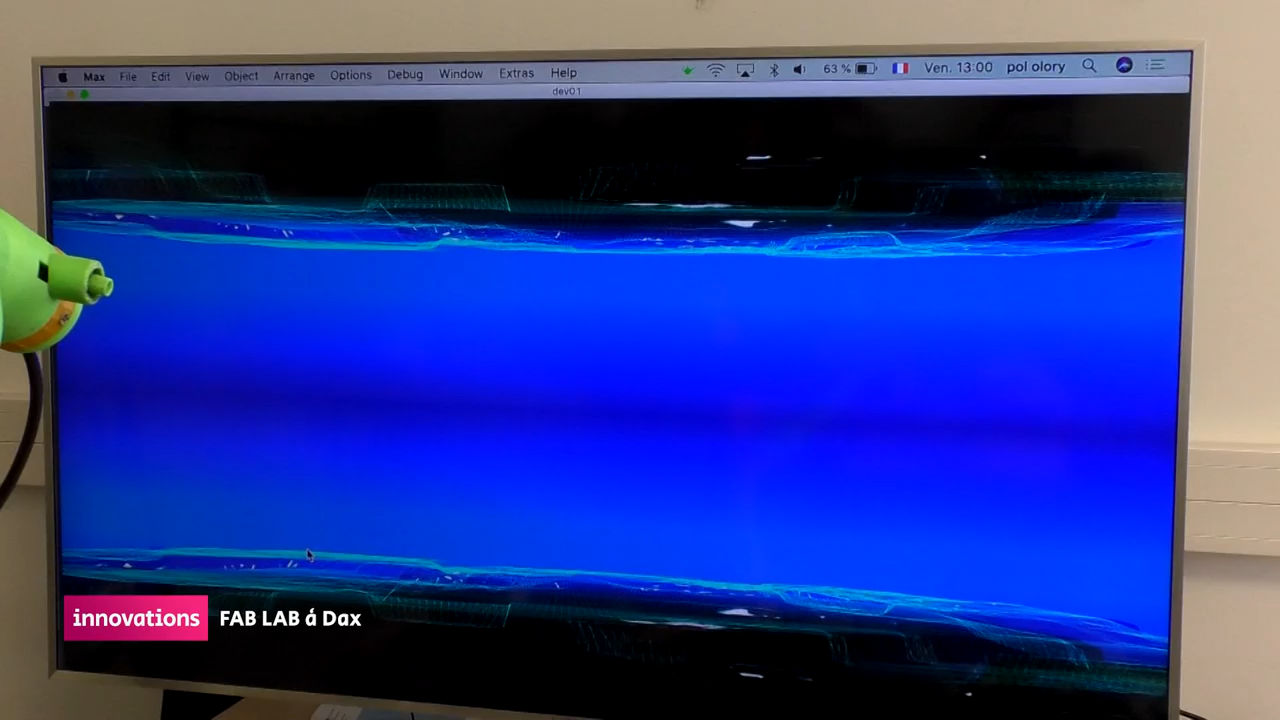 Max File Edit View Object Arrange Options Debug Window Extras Help 63 % Ven. 13:00 pol olory
dev01
innovations FAB LAB á Dax